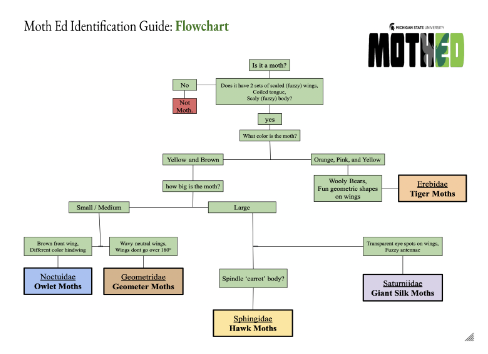 Moth Ed Identification Guide: Flowchart
MICHIGAN STATE UNIVERSITY
MOTHED
Is it a moth?
No
Does it have 2 sets of scaled (fuzzy) wings,
Coiled tongue,
Scaly (fuzzy) body?
Not
Moth.
yes
What color is the moth?
Yellow and Brown
Orange, Pink, and Yellow
how big is the moth?
Wooly Bears,
Fun geometric shapes
on wings
Erebidae
Tiger Moths
Small / Medium
Large
Brown front wing,
Different color hindwing
Wavy neutral wings,
Wings dont go over 180°
Transparent eye spots on wings,
Fuzzy antennae
Noctuidae
Owlet Moths
Geometridae
Geometer Moths
Spindle ‘carrot’ body?
Saturniidae
Giant Silk Moths
Sphingidae
Hawk Moths